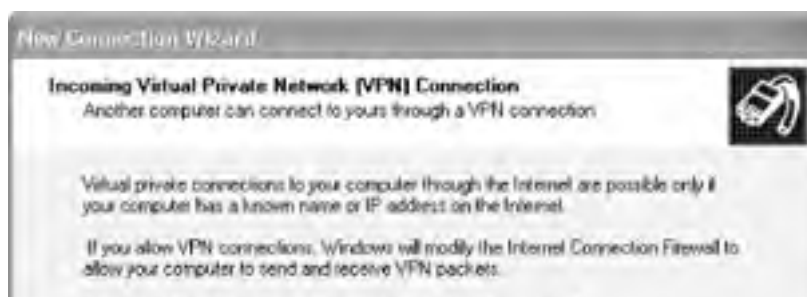 New Connection Wizard
Incoming Virtual Private Network (VPN) Connection
Another computer can connect to yours through a VPN connection
Virtual private connections to your computer through the Internet are possible only if
your computer has a known name or IP address on the Internet.
If you allow VPN connections, Windows will modify the Internet Connection Firewall to
allow your computer to send and receive VPN packets.